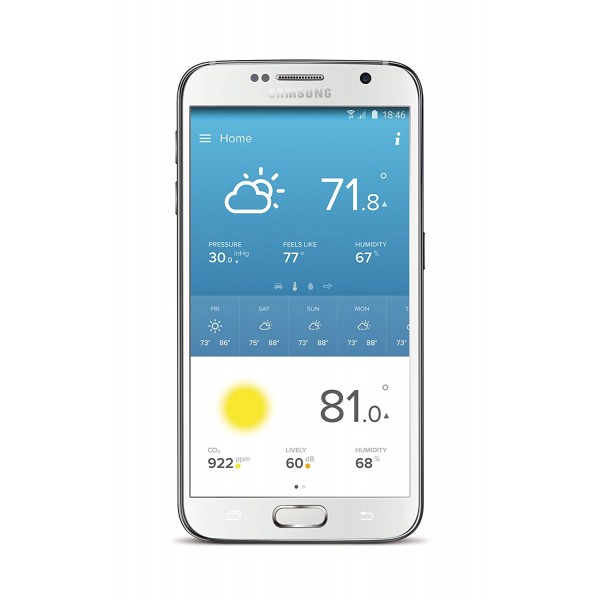 SAMSUNG
18:46
Home i
71.8°
PRESSURE FEELS LIKE HUMIDITY
30.0 inHg 77° 67%
FRI SAT SUN MON T
73° 86° 75° 88° 73° 88° 73° 88° 73°
81.0°
CO₂ LIVELY HUMIDITY
922 ppm 60 dB 68%